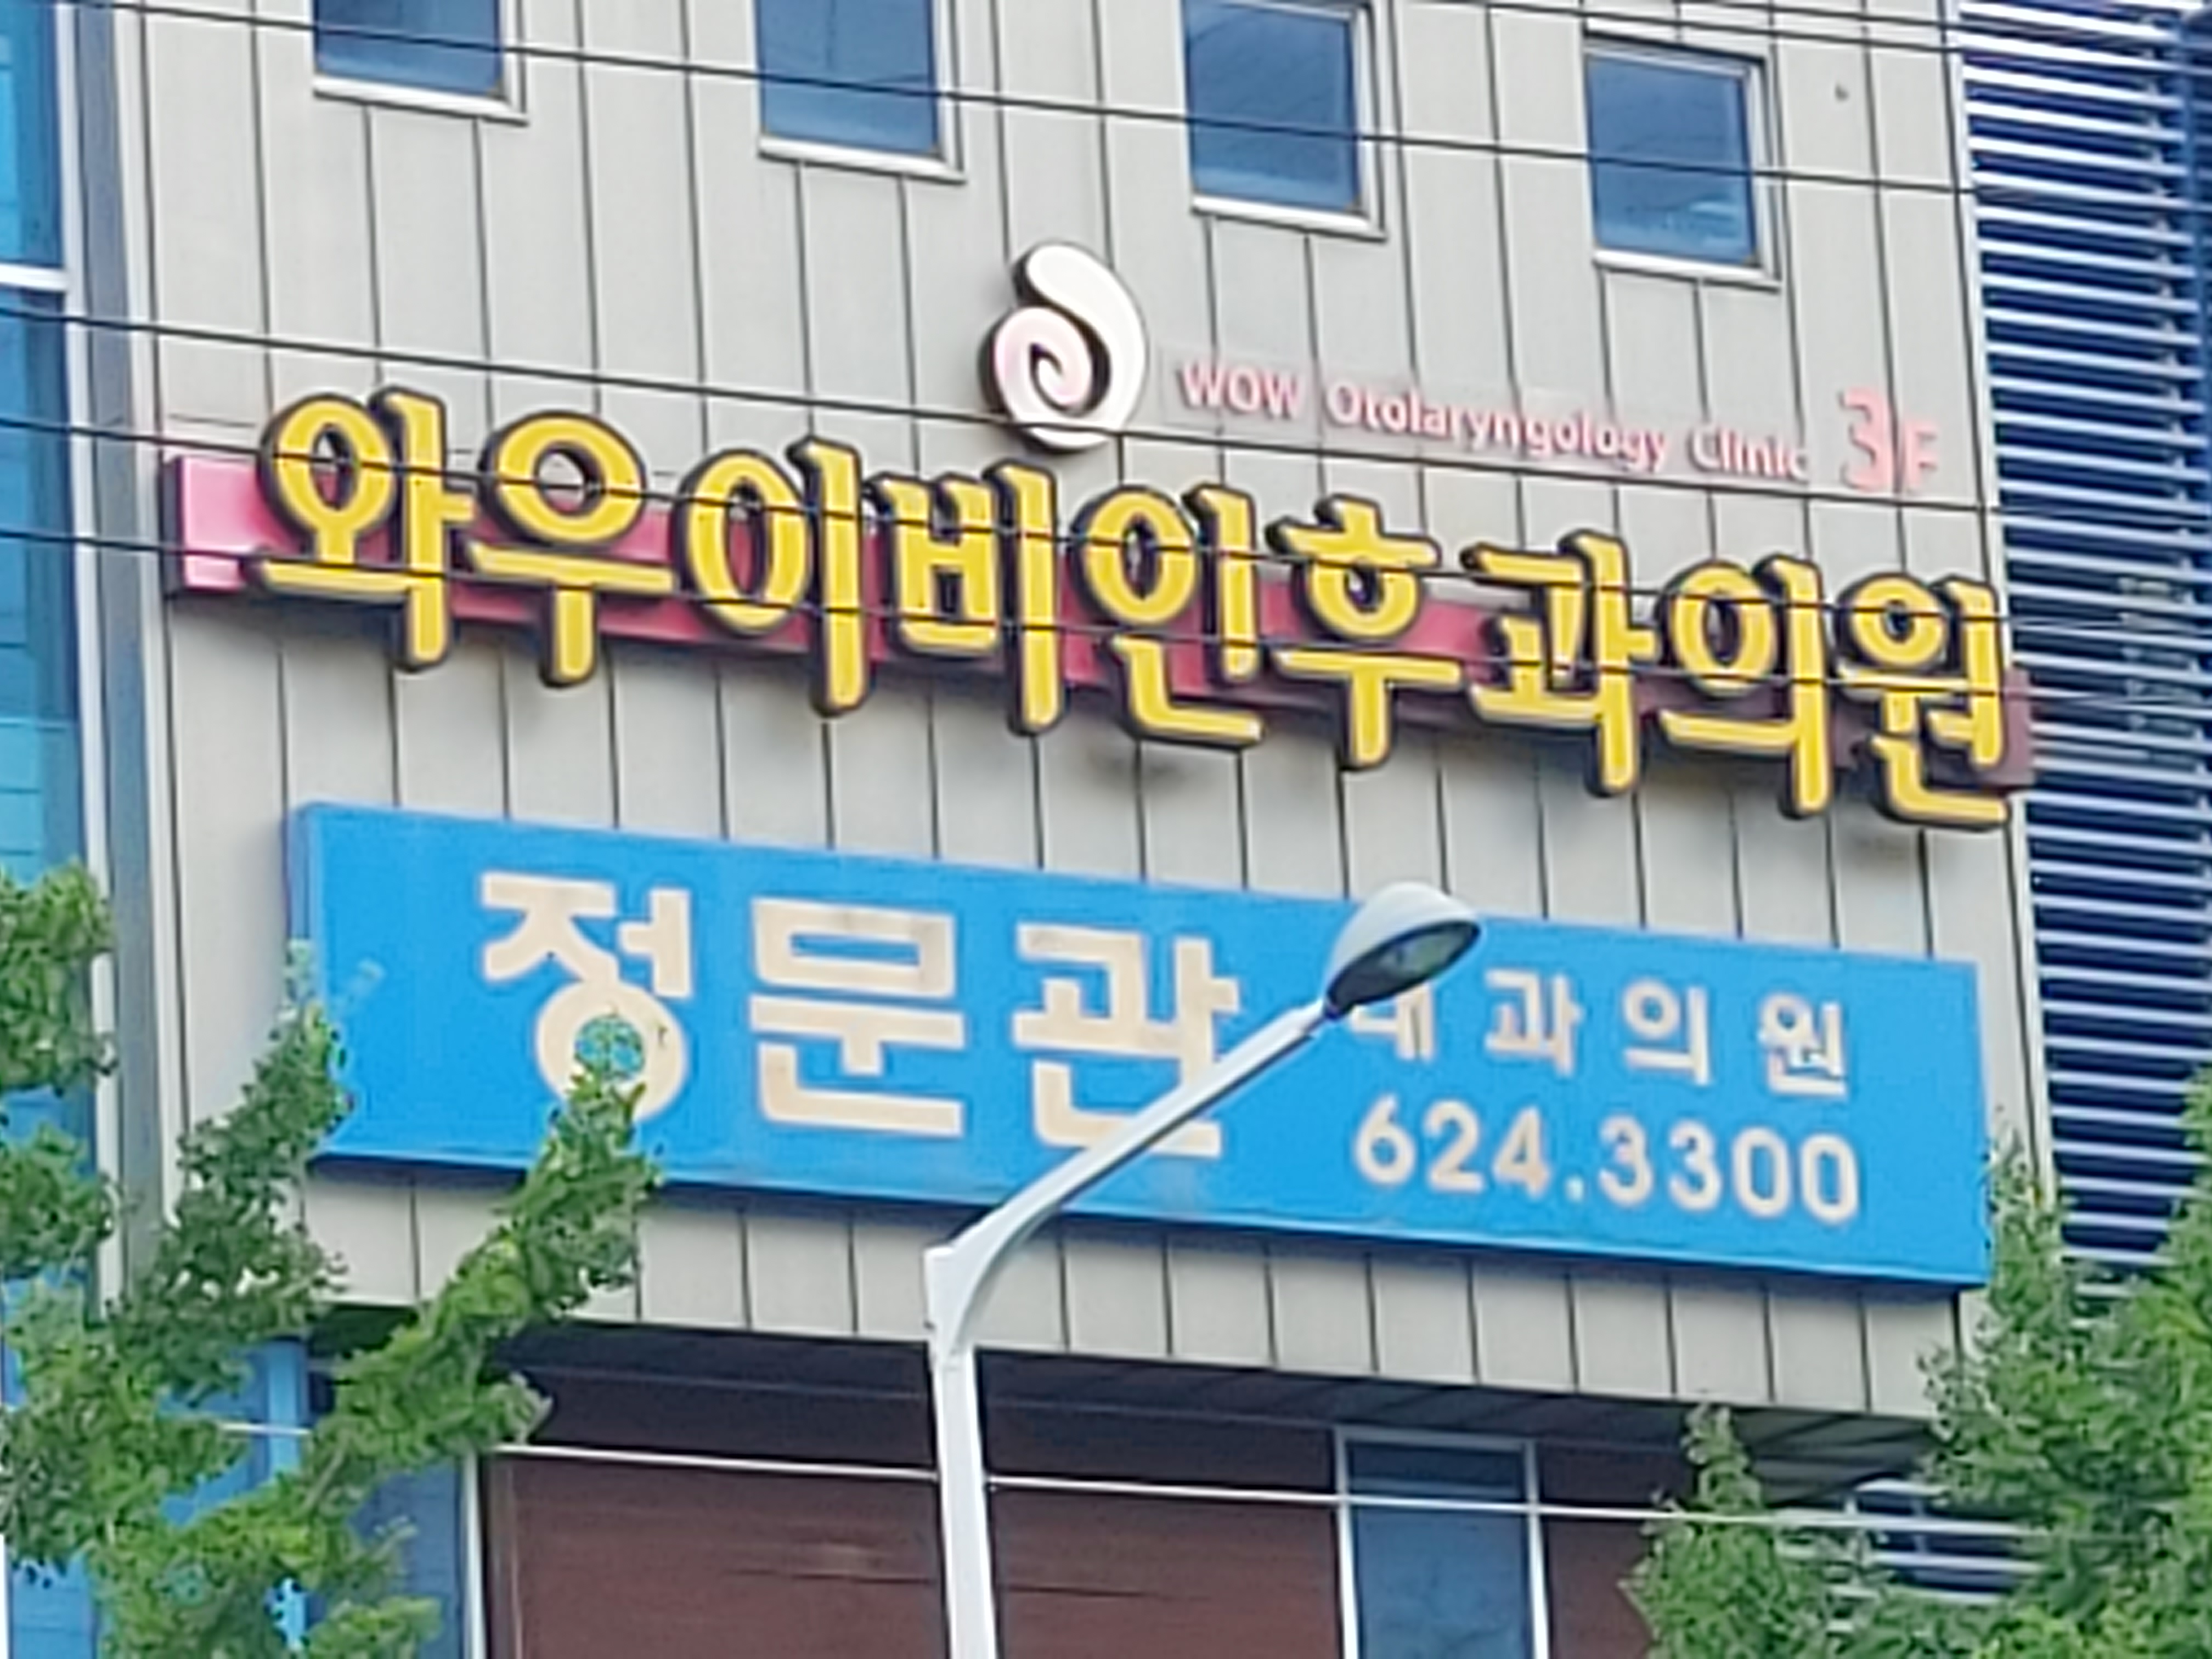 WOW Otolaryngology Clinic 3F
와우이비인후과의원
정문관 내과의원
624.3300